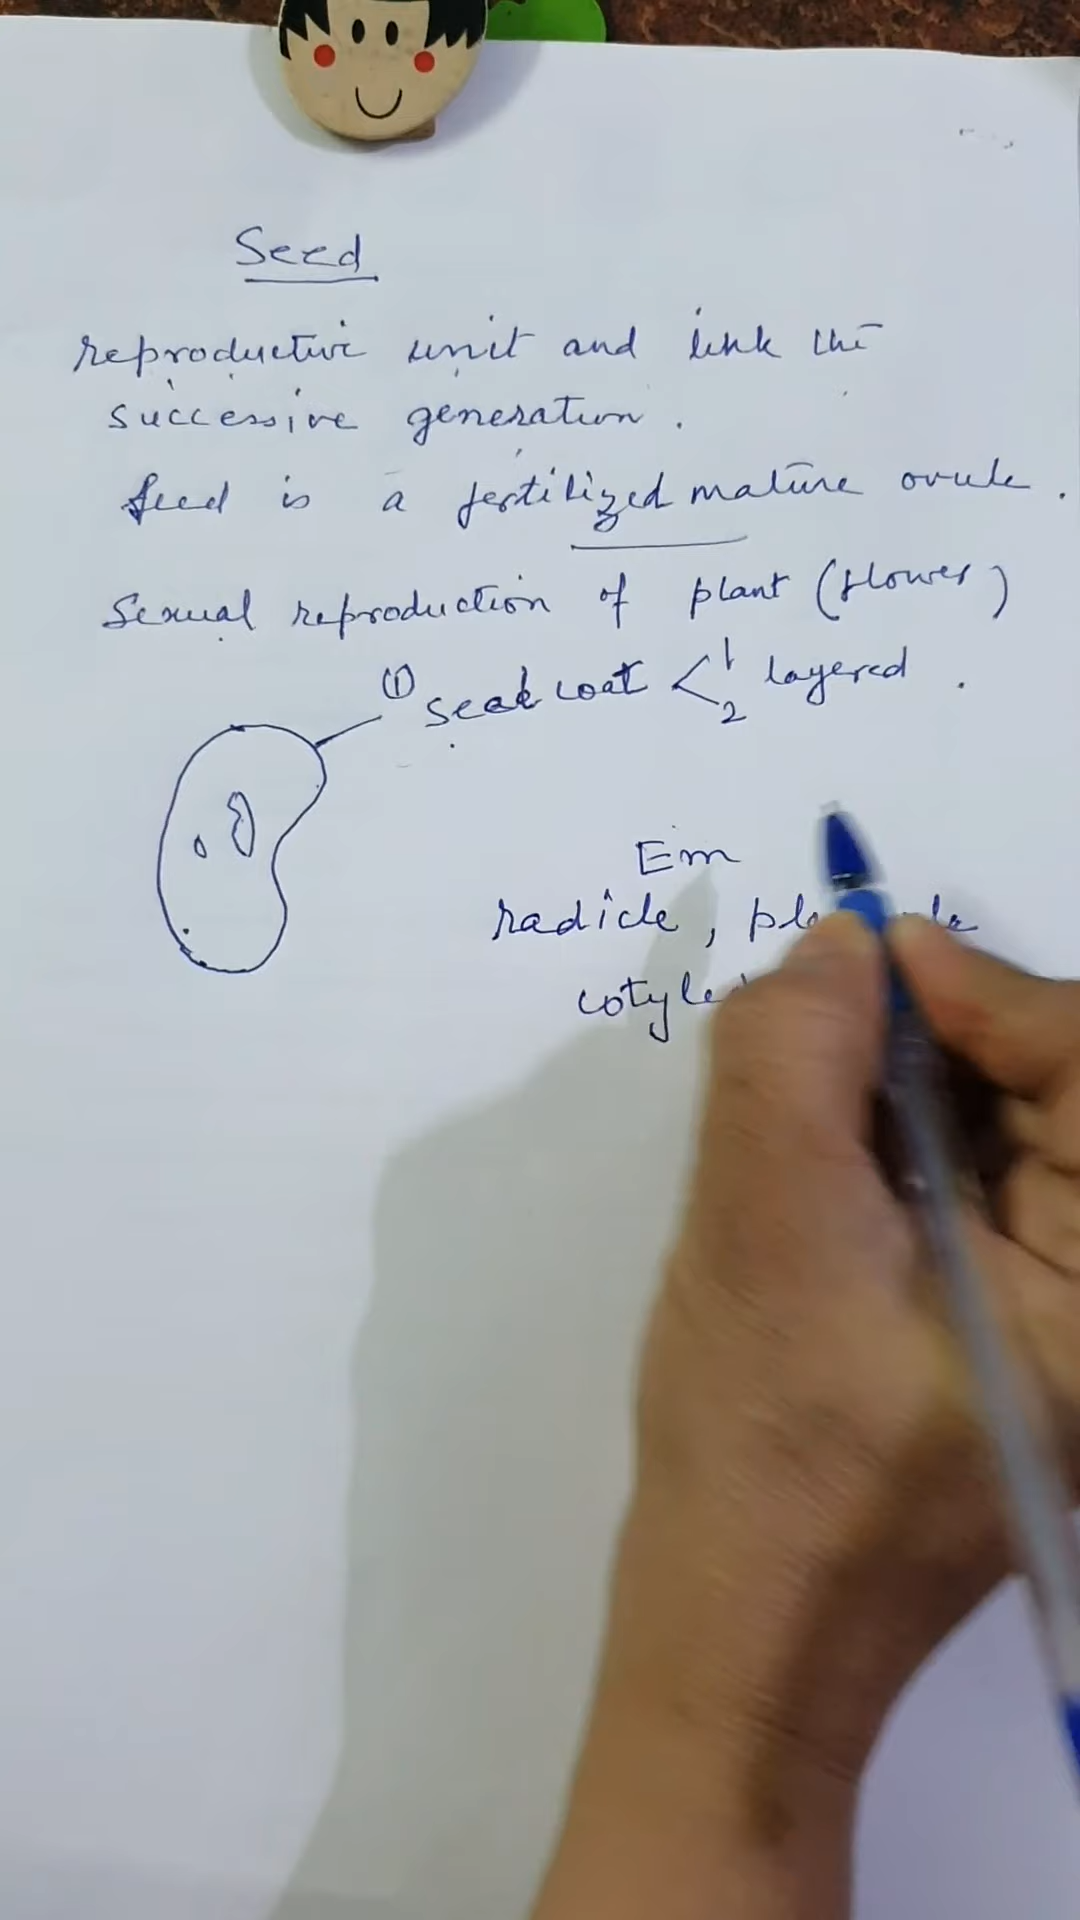 Seed
reproductive unit and link the
successive generation.
Seed is a fertilized mature ovule.
Sexual reproduction of plant (flower)
① Seed coat < 1 2 layered.
Em
radicle,